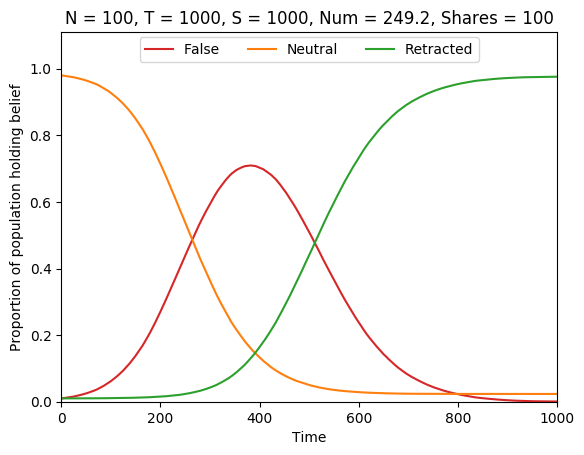 N = 100, T = 1000, S = 1000, Num = 249.2, Shares = 100
False Neutral Retracted
Proportion of population holding belief
1.0
0.8
0.6
0.4
0.2
0.0
0 200 400 600 800 1000
Time